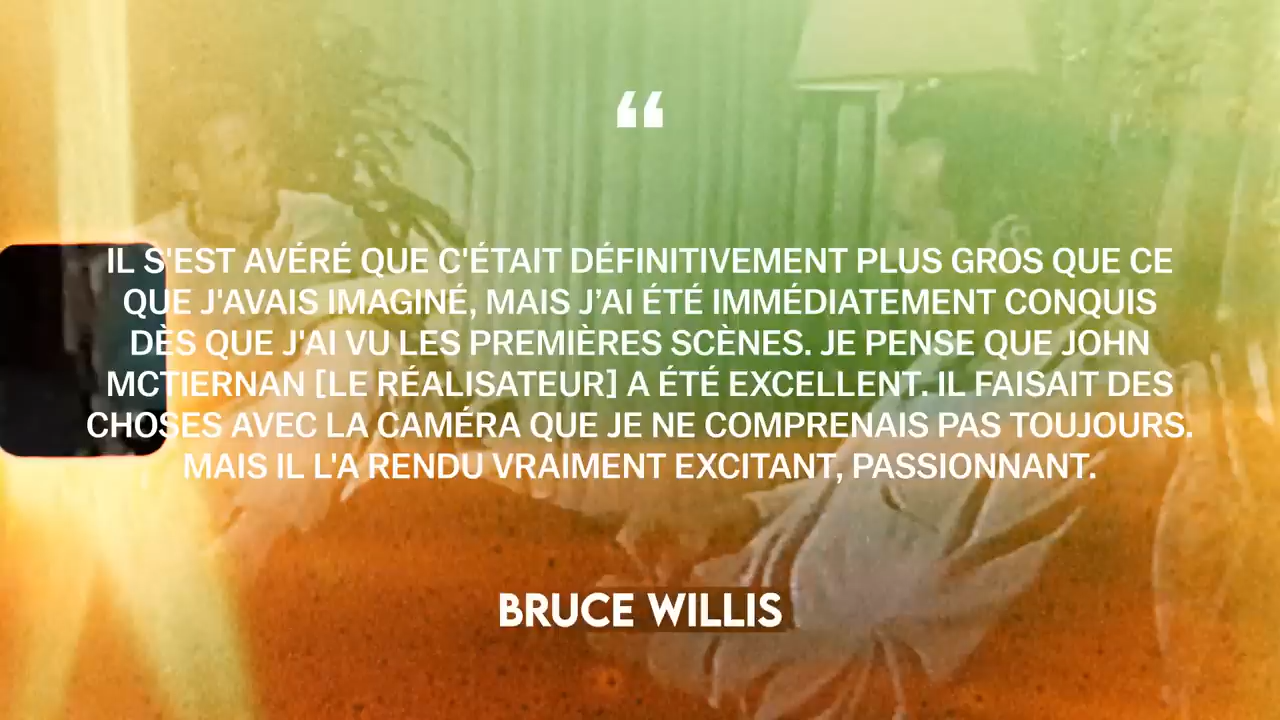 “
IL S'EST AVÉRÉ QUE C'ÉTAIT DÉFINITIVEMENT PLUS GROS QUE CE
QUE J'AVAIS IMAGINÉ, MAIS J’AI ÉTÉ IMMÉDIATEMENT CONQUIS
DÈS QUE J'AI VU LES PREMIÈRES SCÈNES. JE PENSE QUE JOHN
MCTIERNAN [LE RÉALISATEUR] A ÉTÉ EXCELLENT. IL FAISAIT DES
CHOSES AVEC LA CAMÉRA QUE JE NE COMPRENAIS PAS TOUJOURS.
MAIS IL L'A RENDU VRAIMENT EXCITANT, PASSIONNANT.
BRUCE WILLIS